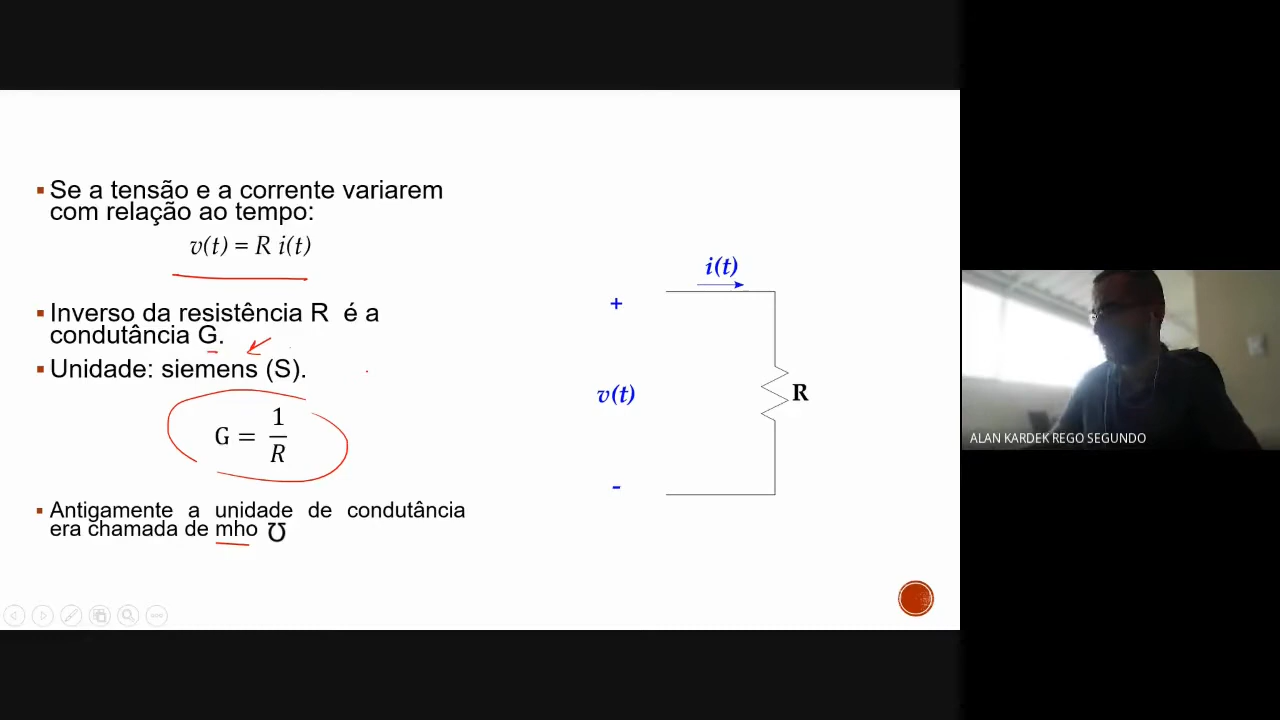 ▪ Se a tensão e a corrente variarem
com relação ao tempo:
v(t) = R i(t)
▪ Inverso da resistência R é a
condutância G.
▪ Unidade: siemens (S).
G = 1/R
▪ Antigamente a unidade de condutância
era chamada de mho ℧
i(t)
+
v(t)
R
-
ALAN KARDEK REGO SEGUNDO